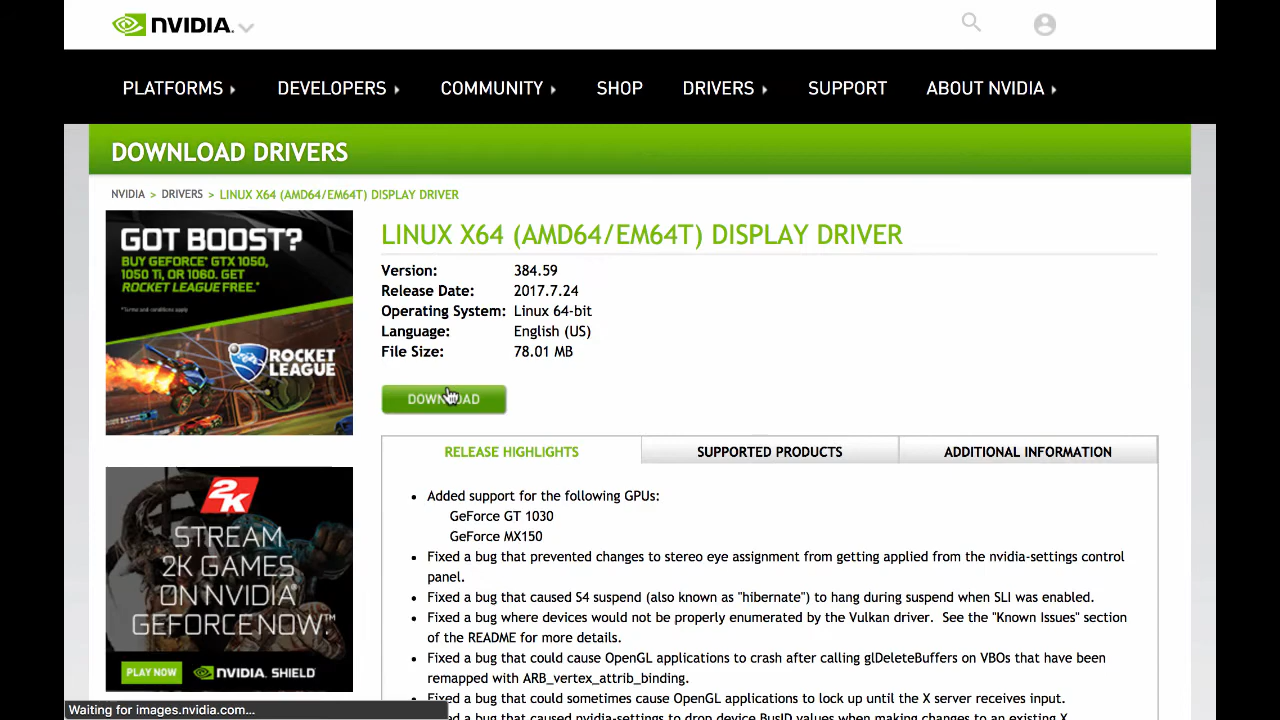 NVIDIA.
PLATFORMS DEVELOPERS COMMUNITY SHOP DRIVERS SUPPORT ABOUT NVIDIA
DOWNLOAD DRIVERS
NVIDIA > DRIVERS > LINUX X64 (AMD64/EM64T) DISPLAY DRIVER
GOT BOOST?
BUY GEFORCE® GTX 1050,
1050 Ti, OR 1060. GET
ROCKET LEAGUE FREE.*
*Terms and conditions apply
ROCKET
LEAGUE
2K
STREAM
2K GAMES
ON NVIDIA
GEFORCE NOW.™
PLAY NOW NVIDIA. SHIELD
LINUX X64 (AMD64/EM64T) DISPLAY DRIVER
Version: 384.59
Release Date: 2017.7.24
Operating System: Linux 64-bit
Language: English (US)
File Size: 78.01 MB
DOWNLOAD
RELEASE HIGHLIGHTS SUPPORTED PRODUCTS ADDITIONAL INFORMATION
• Added support for the following GPUs:
GeForce GT 1030
GeForce MX150
• Fixed a bug that prevented changes to stereo eye assignment from getting applied from the nvidia-settings control
panel.
• Fixed a bug that caused S4 suspend (also known as "hibernate") to hang during suspend when SLI was enabled.
• Fixed a bug where devices would not be properly enumerated by the Vulkan driver. See the "Known Issues" section
of the README for more details.
• Fixed a bug that could cause OpenGL applications to crash after calling glDeleteBuffers on VBOs that have been
remapped with ARB_vertex_attrib_binding.
• Fixed a bug that could sometimes cause OpenGL applications to lock up until the X server receives input.
Fixed a bug that caused nvidia-settings to drop device BusID values when making changes to an existing X
Waiting for images.nvidia.com...